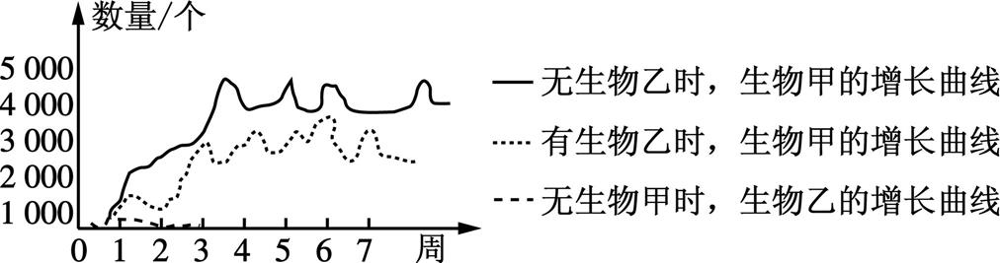 数量/个
5 000
4 000
3 000
2 000
1 000
0 1 2 3 4 5 6 7 周
无生物乙时，生物甲的增长曲线
有生物乙时，生物甲的增长曲线
无生物甲时，生物乙的增长曲线